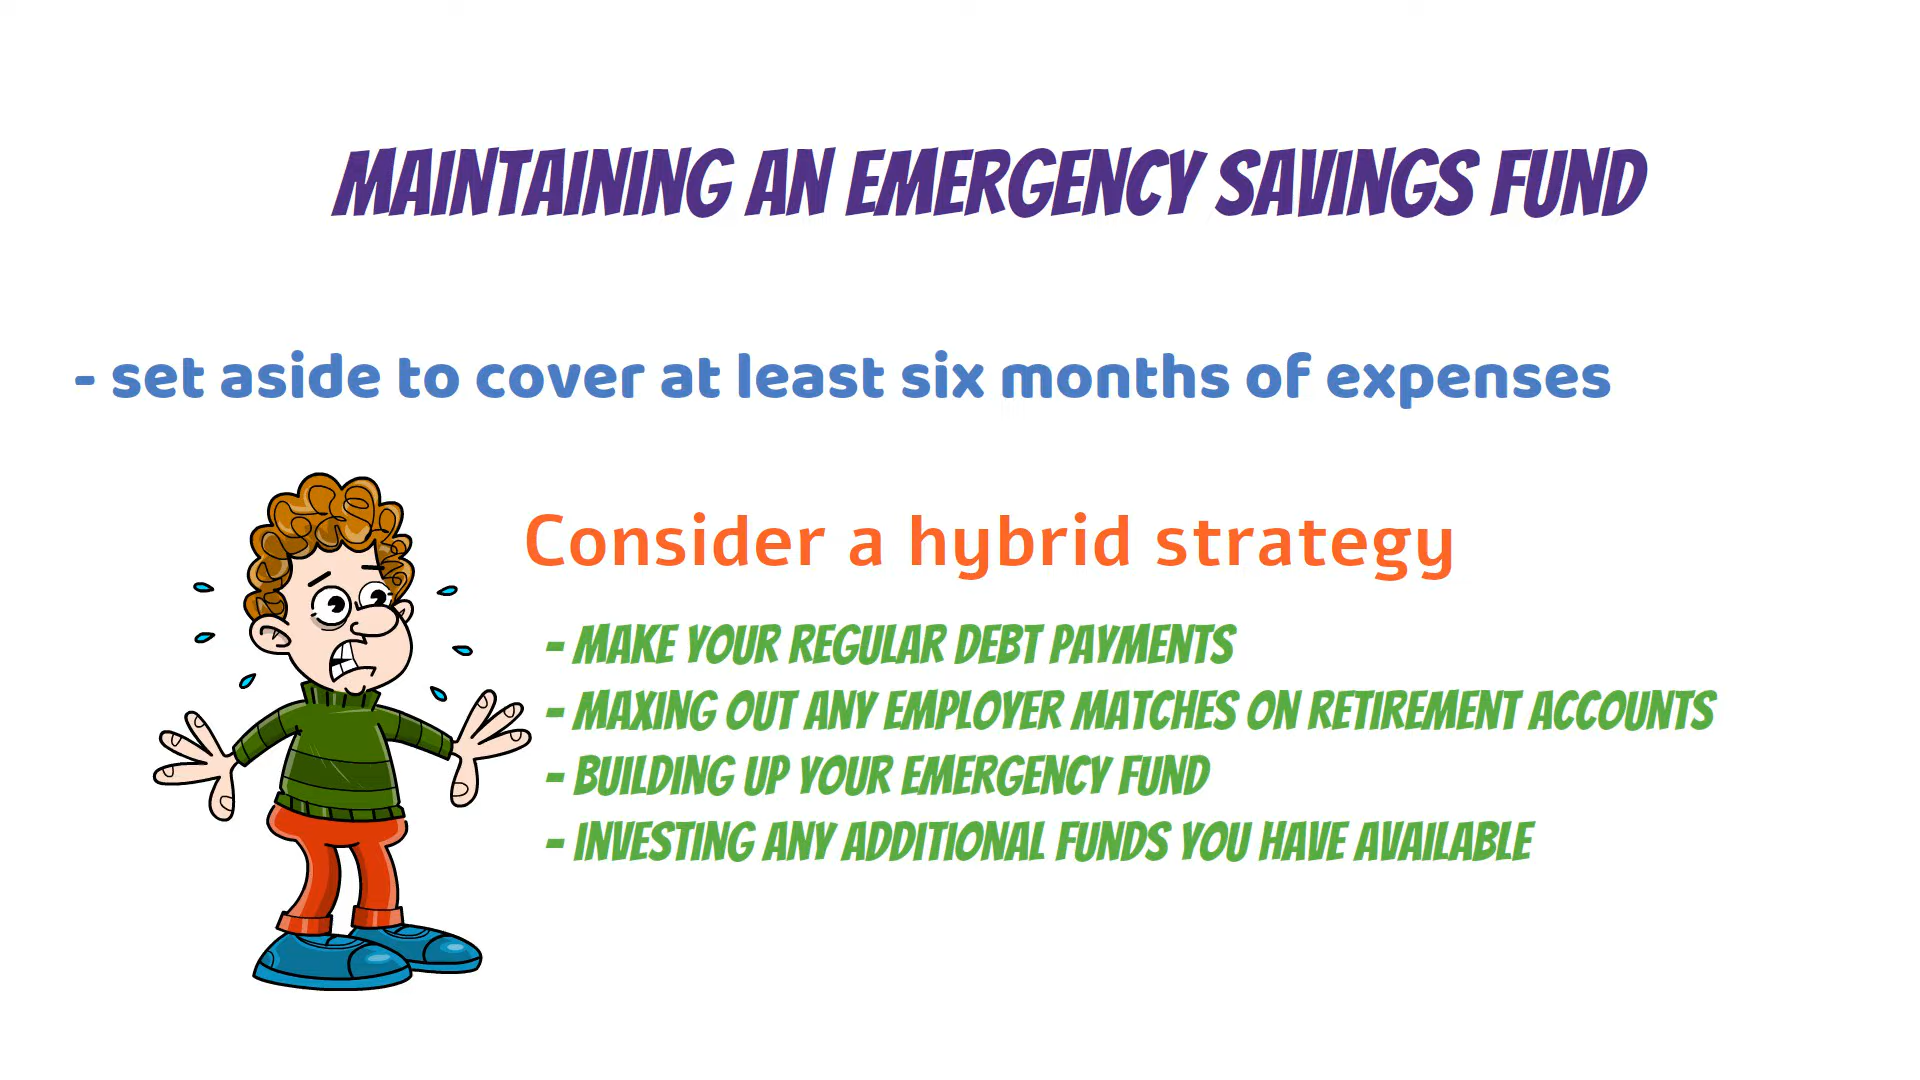 MAINTAINING AN EMERGENCY SAVINGS FUND
- set aside to cover at least six months of expenses
Consider a hybrid strategy
- MAKE YOUR REGULAR DEBT PAYMENTS
- MAXING OUT ANY EMPLOYER MATCHES ON RETIREMENT ACCOUNTS
- BUILDING UP YOUR EMERGENCY FUND
- INVESTING ANY ADDITIONAL FUNDS YOU HAVE AVAILABLE